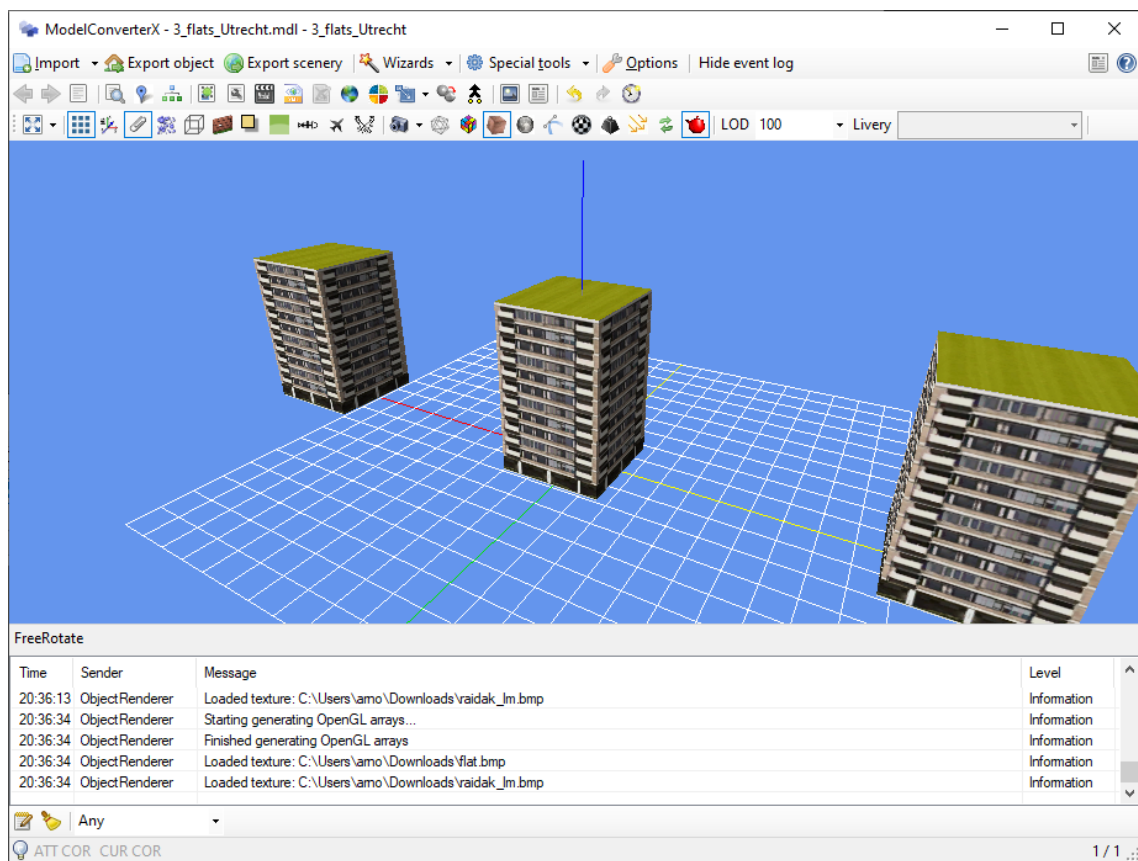 ModelConverterX - 3_flats_Utrecht.mdl - 3_flats_Utrecht
Import Export object Export scenery Wizards Special tools Options Hide event log
LOD 100 Livery
FreeRotate
Time Sender Message Level
20:36:13 ObjectRenderer Loaded texture: C:\Users\arno\Downloads\raidak_lm.bmp Information
20:36:34 ObjectRenderer Starting generating OpenGL arrays... Information
20:36:34 ObjectRenderer Finished generating OpenGL arrays Information
20:36:34 ObjectRenderer Loaded texture: C:\Users\arno\Downloads\flat.bmp Information
20:36:34 ObjectRenderer Loaded texture: C:\Users\arno\Downloads\raidak_lm.bmp Information
Any
ATT COR CUR COR 1 / 1